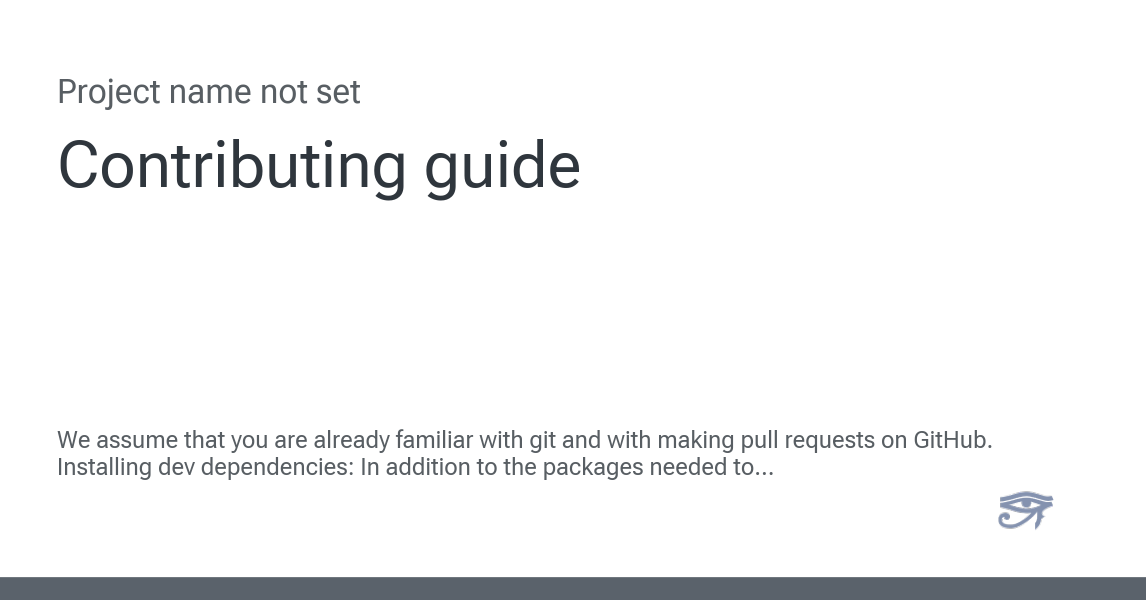 Project name not set
Contributing guide
We assume that you are already familiar with git and with making pull requests on GitHub.
Installing dev dependencies: In addition to the packages needed to...